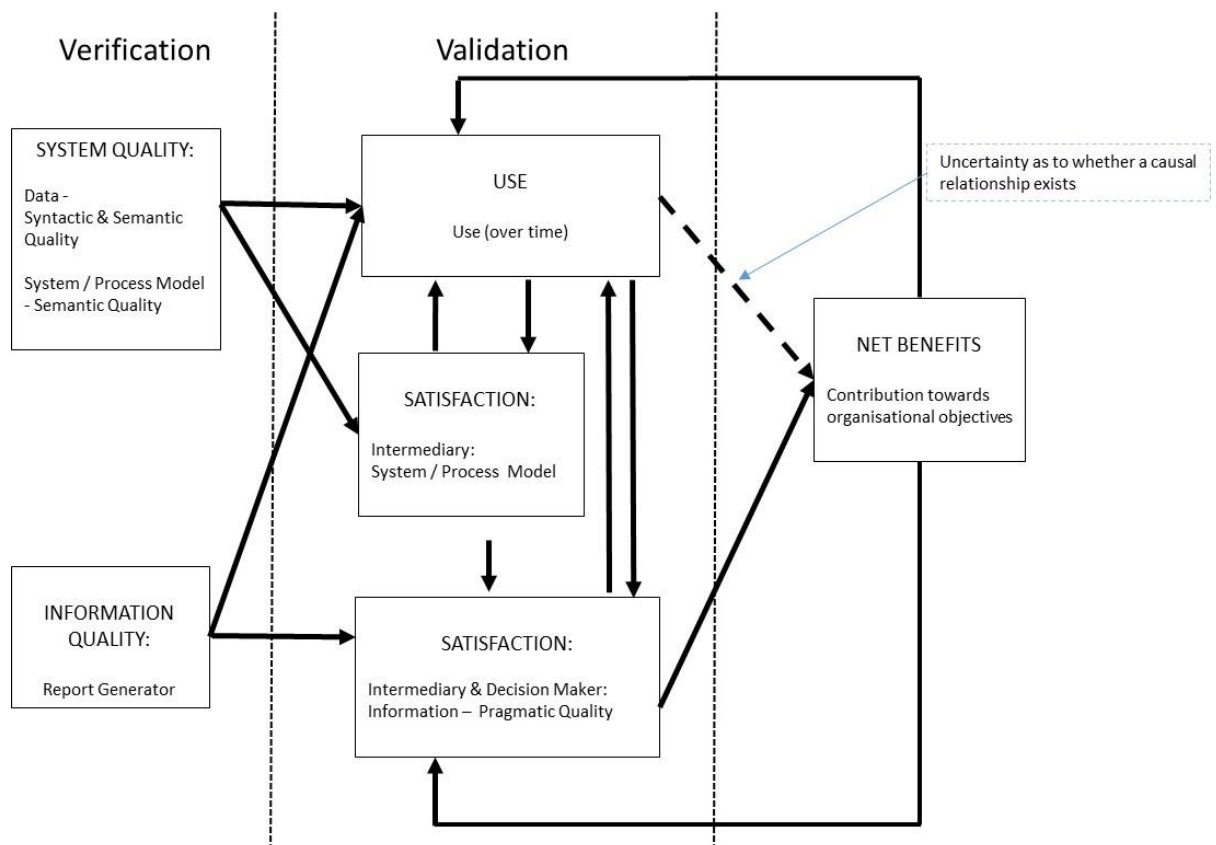 Verification
Validation
SYSTEM QUALITY:
Data -
Syntactic & Semantic
Quality
System / Process Model
- Semantic Quality
USE
Use (over time)
Uncertainty as to whether a causal
relationship exists
NET BENEFITS
Contribution towards
organisational objectives
SATISFACTION:
Intermediary:
System / Process Model
INFORMATION
QUALITY:
Report Generator
SATISFACTION:
Intermediary & Decision Maker:
Information – Pragmatic Quality